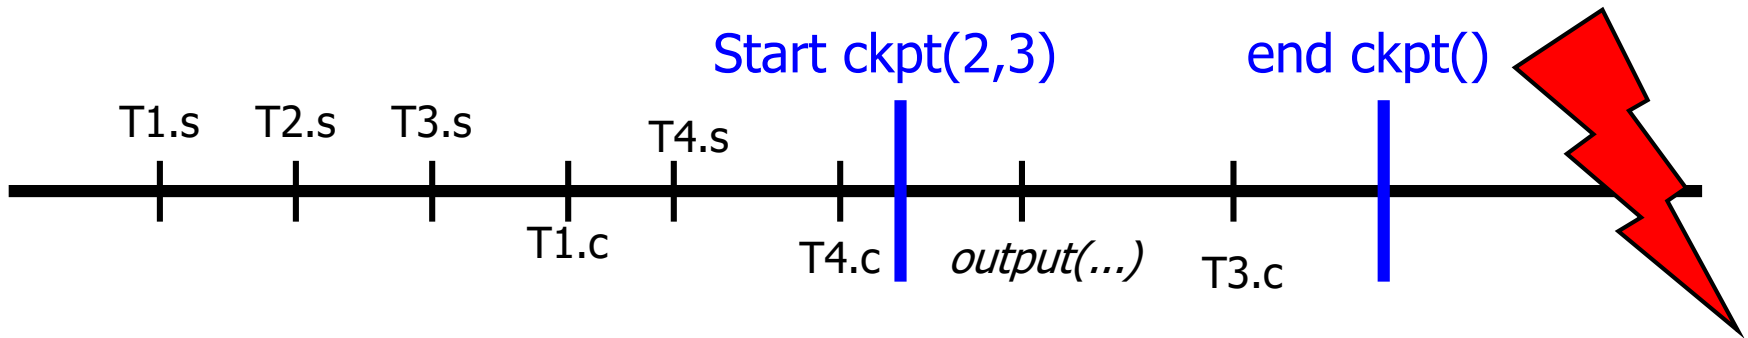 Start ckpt(2,3) end ckpt()
T1.s T2.s T3.s T4.s
T1.c T4.c output(...) T3.c